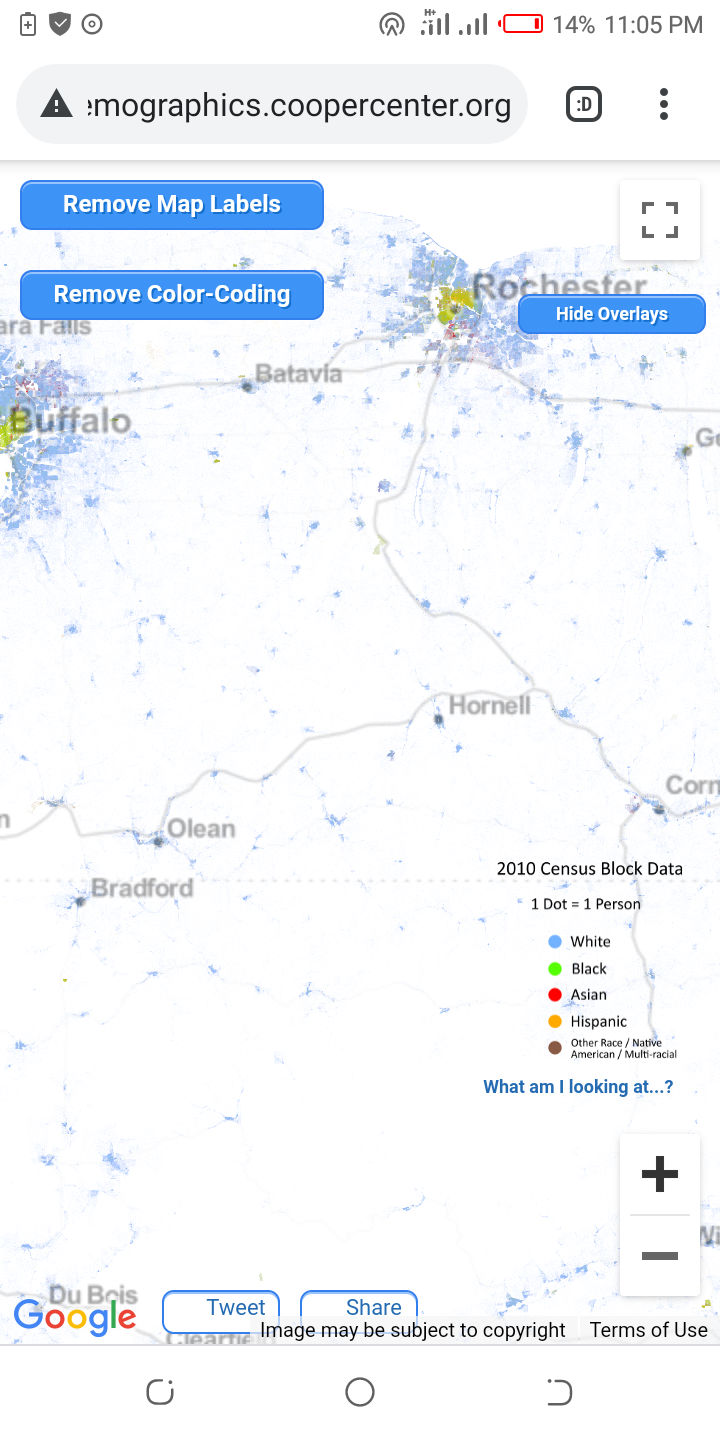 H+
14% 11:05 PM
emographics.coopercenter.org
:D
Remove Map Labels
Remove Color-Coding
Rochester
Hide Overlays
ara Falls
Batavia
Buffalo
Hornell
Corn
Olean
Bradford
2010 Census Block Data
1 Dot = 1 Person
White
Black
Asian
Hispanic
Other Race / Native
American / Multi-racial
What am I looking at...?
Du Bois
Google
Tweet
Share
Clearfield
Image may be subject to copyright
Terms of Use